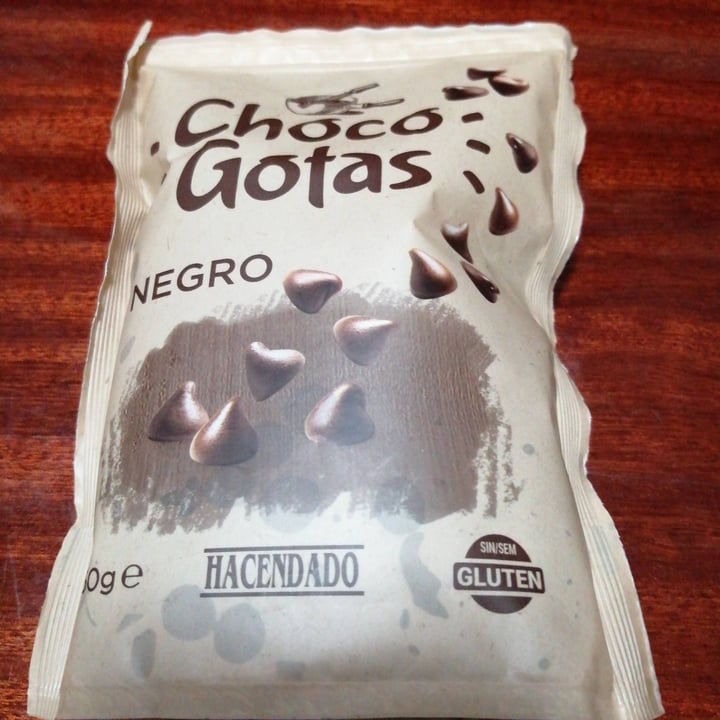 Choco
Gotas
NEGRO
0g e
HACENDADO
SIN/SEM
GLUTEN